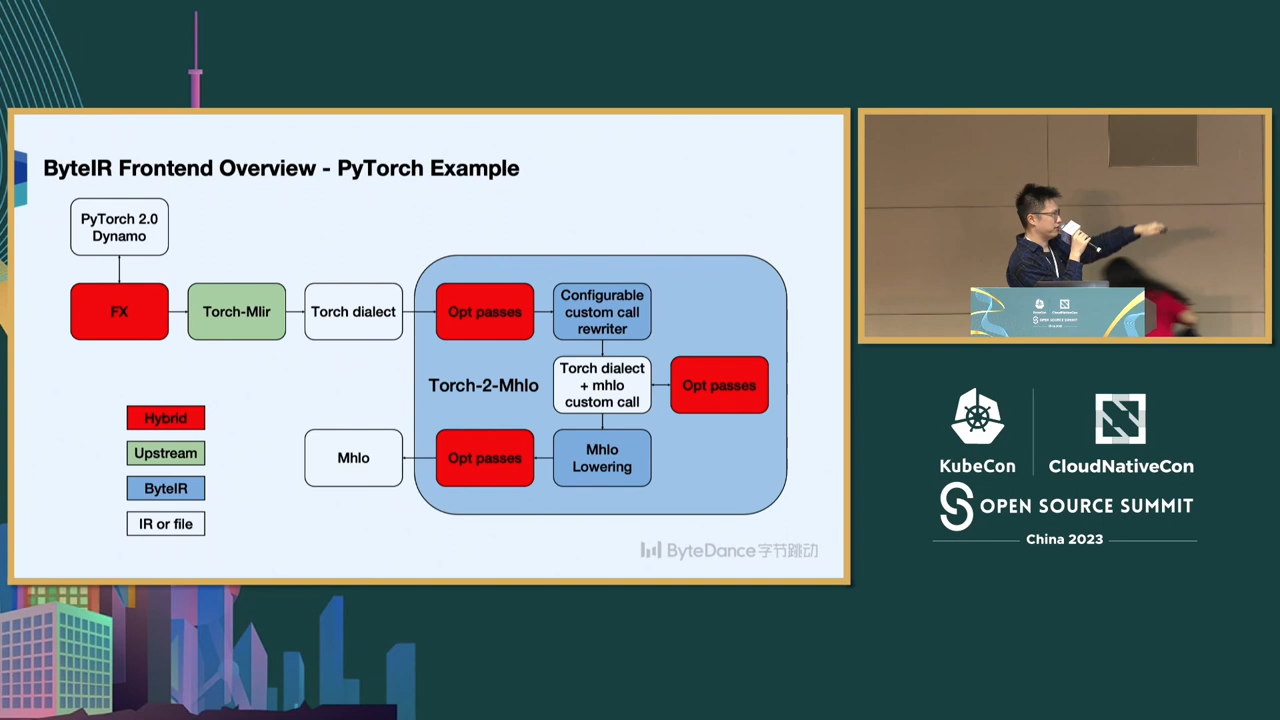 ByteIR Frontend Overview - PyTorch Example
PyTorch 2.0
Dynamo
FX
Torch-Mlir
Torch dialect
Opt passes
Configurable
custom call
rewriter
Torch-2-Mhlo
Torch dialect
+ mhlo
custom call
Opt passes
Mhlo
Opt passes
Mhlo
Lowering
Hybrid
Upstream
ByteIR
IR or file
ByteDance字节跳动
KubeCon
CloudNativeCon
OPEN SOURCE SUMMIT
China 2023